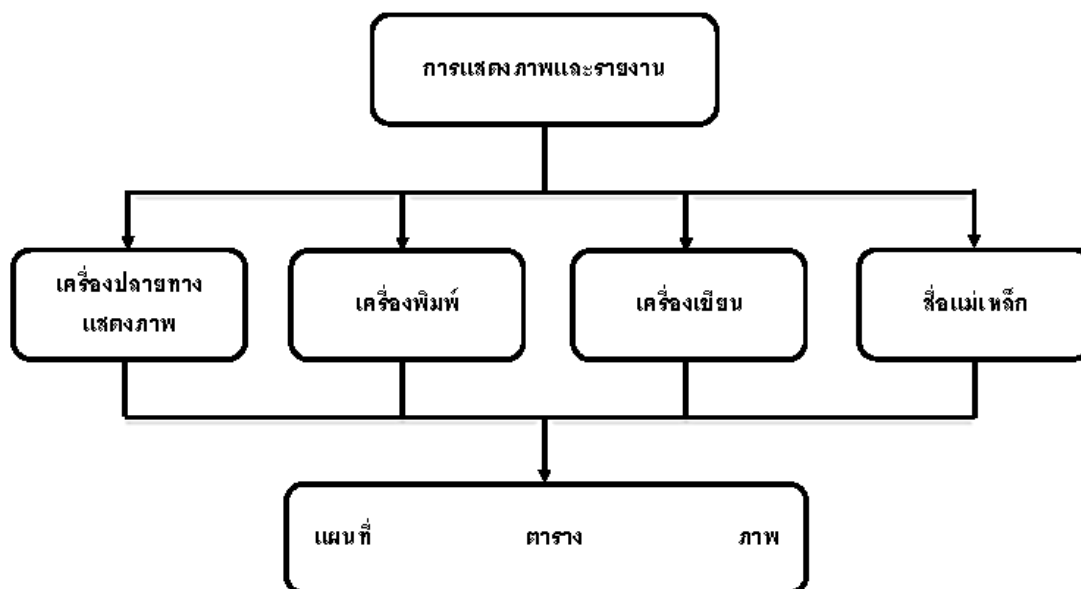 การแสดงภาพและรายงาน
เครื่องปลายทาง
แสดงภาพ
เครื่องพิมพ์
เครื่องเขียน
สื่อแม่เหล็ก
แผนที่ ตาราง ภาพ